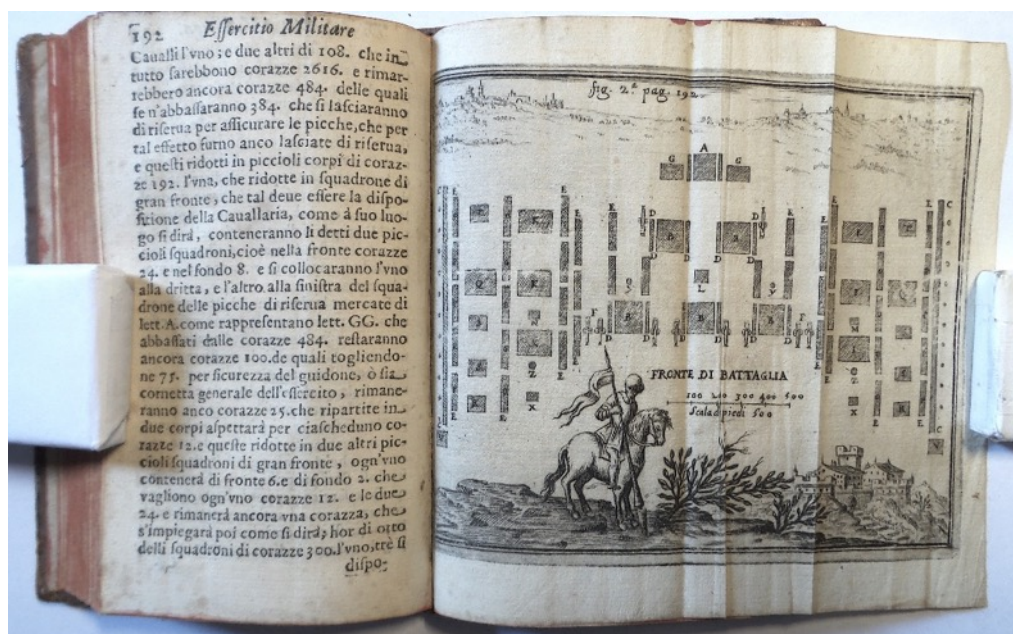 192 Eſſercitio Militare
Caualli l'vno; e due altri di 108. che in
tutto ſarebbono corazze 2616. e rimar-
rebbero ancora corazze 484. delle quali
ſe n'abbaſſaranno 384. che ſi laſciaranno
di riſerua per aſſicurare le picche, che per
tal effetto furno anco laſciate di riſerua,
e queſti ridotti in piccioli corpi di coraz-
ze 192. l'vna, che ridotte in ſquadrone di
gran fronte, che tal deue eſſere la diſpo-
ſizione della Cauallaria, come á ſuo luo-
go ſi dirà, conteneranno li detti due pic-
cioli ſquadroni, cioè nella fronte corazze
24. e nel fondo 8. e ſi collocaranno l'vno
alla dritta, e l'altro alla ſiniſtra del ſqua-
drone delle picche di riſerua mercate di
lett. A. come rappreſentano lett. GG. che
abbaſſati dalle corazze 484. reſtaranno
ancora corazze 100. de quali togliendo-
ne 75. per ſicurezza del guidone, ò ſia
cornetta generale dell'eſſercito, rimane-
ranno anco corazze 25. che ripartite in
due corpi aſpettarà per ciaſcheduno co-
razze 12. e queſte ridotte in due altri pic-
cioli ſquadroni di gran fronte, ogn'vno
contenerà di fronte 6. e di fondo 2. che
vagliono ogn'vno corazze 12. e le due
24. e rimanerà ancora vna corazza, che
s'impiegarà poi come ſi dirà; hor di otto
delli ſquadroni di corazze 300. l'vno, trè ſi
diſpo-
fig. 2.ª pag. 192
A
G G
FRONTE DI BATTAGLIA
100 200 300 400 500
Scala di piedi 500